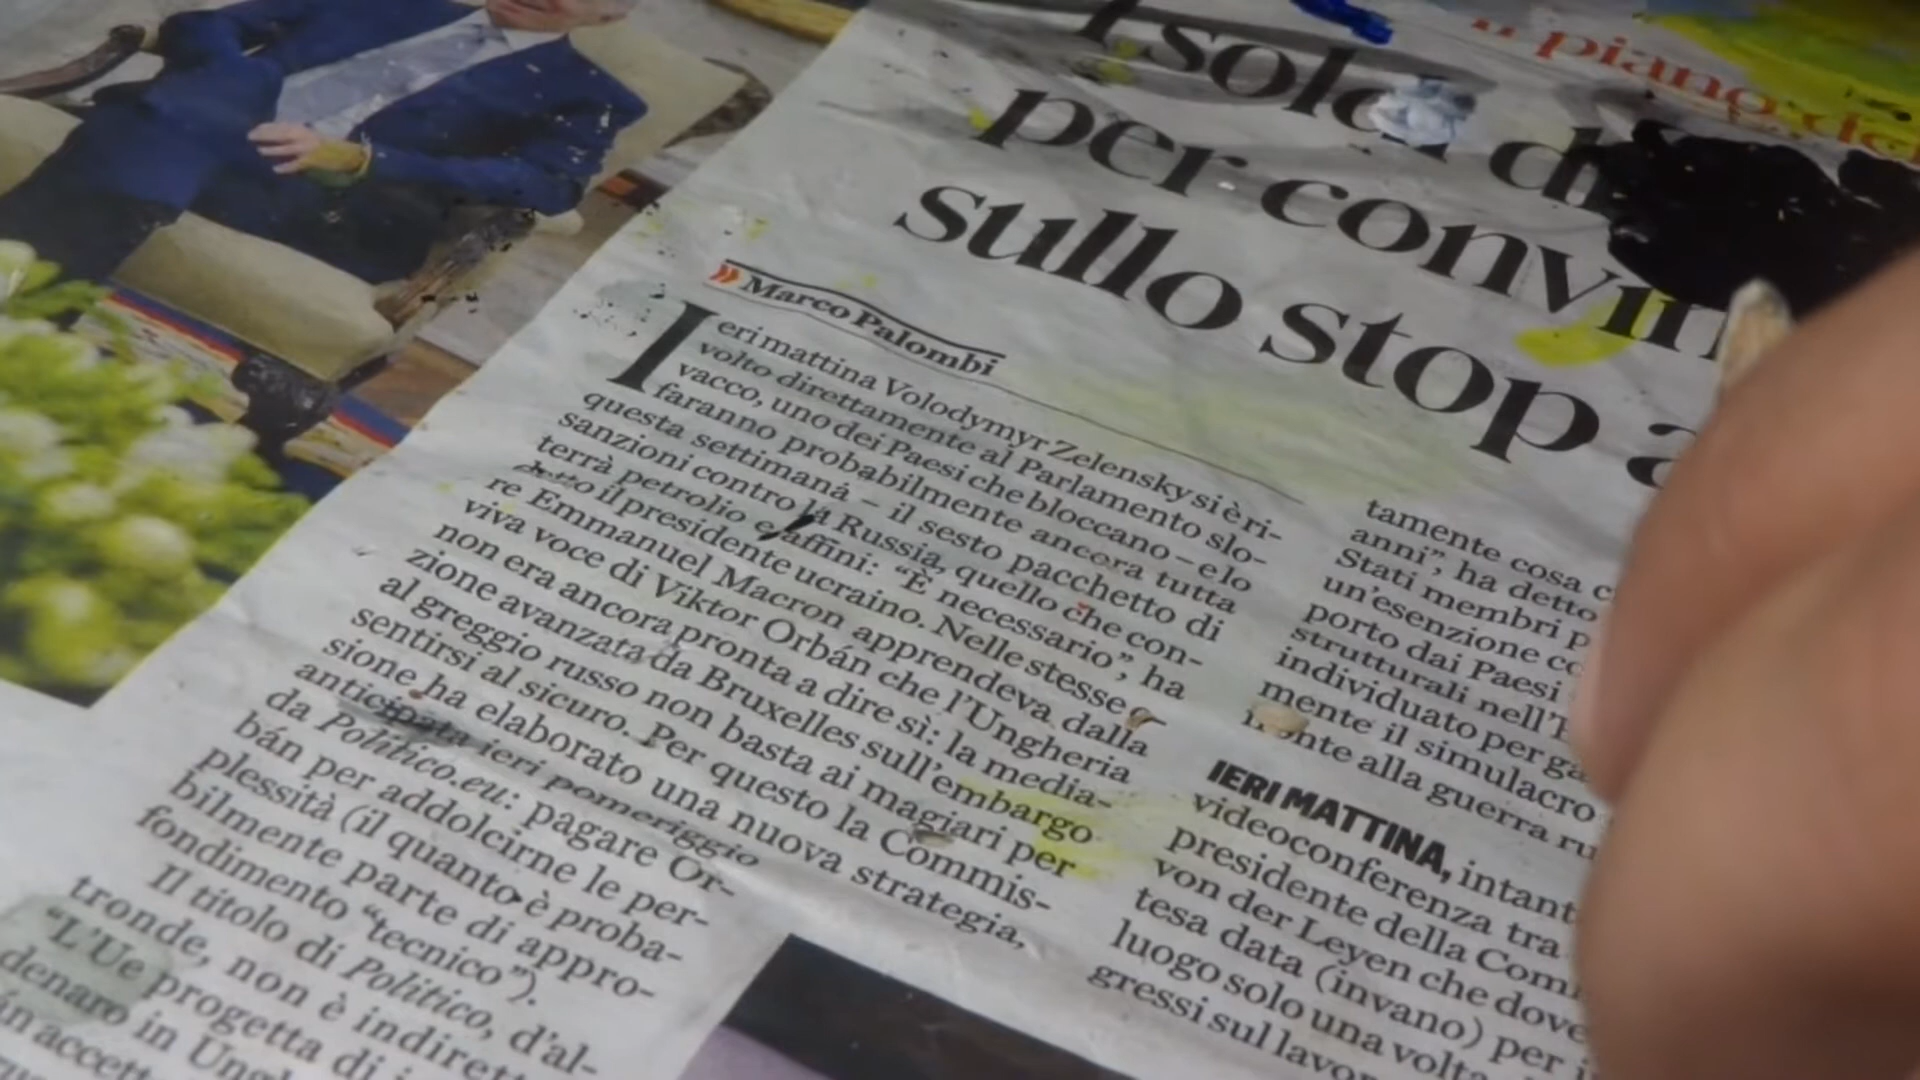 I sol di
per convin
sullo stop a
Il piano
Marco Palombi
Ieri mattina Volodymyr Zelensky si è ri-
volto direttamente al Parlamento slo-
vacco, uno dei Paesi che bloccano – e lo
faranno probabilmente ancora tutta
questa settimana – il sesto pacchetto di
sanzioni contro la Russia, quello che con-
terrà petrolio e affini: “È necessario”, ha
detto il presidente ucraino. Nelle stesse o-
re Emmanuel Macron apprendeva dalla
viva voce di Viktor Orbán che l’Ungheria
non era ancora pronta a dire sì: la media-
zione avanzata da Bruxelles sull’embargo
al greggio russo non basta ai magiari per
sentirsi al sicuro. Per questo la Commis-
sione ha elaborato una nuova strategia,
anticipata ieri pomeriggio
da Politico.eu: pagare Or-
bán per addolcirne le per-
plessità (il quanto è proba-
bilmente parte di appro-
fondimento “tecnico”).
Il titolo di Politico, d’al-
tronde, non è indirett
“L’Ue progetta di
denaro in Ungh
án accett
tamente cosa c
anni”, ha detto
Stati membri p
un’esenzione co
porto dai Paesi
strutturali nell’
individuato per ga
mente il simulacro
fronte alla guerra ru
IERI MATTINA, intant
videoconferenza tra
presidente della Com
von der Leyen che dove
tesa data (invano) per i
luogo solo una volta
gressi sul lavor